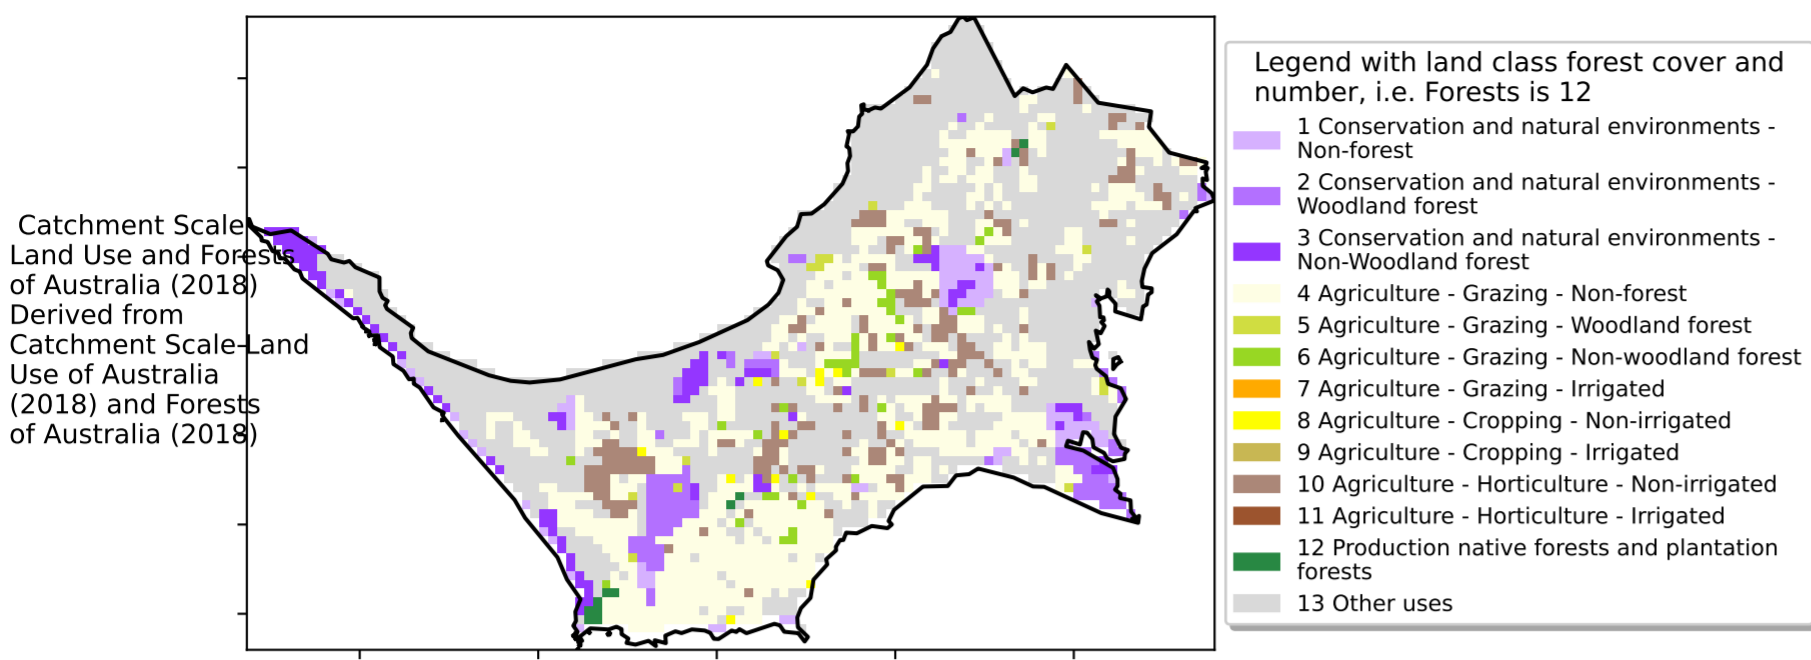 Catchment Scale
Land Use and Forests
of Australia (2018)
Derived from
Catchment Scale Land
Use of Australia
(2018) and Forests
of Australia (2018)
Legend with land class forest cover and
number, i.e. Forests is 12
1 Conservation and natural environments -
Non-forest
2 Conservation and natural environments -
Woodland forest
3 Conservation and natural environments -
Non-Woodland forest
4 Agriculture - Grazing - Non-forest
5 Agriculture - Grazing - Woodland forest
6 Agriculture - Grazing - Non-woodland forest
7 Agriculture - Grazing - Irrigated
8 Agriculture - Cropping - Non-irrigated
9 Agriculture - Cropping - Irrigated
10 Agriculture - Horticulture - Non-irrigated
11 Agriculture - Horticulture - Irrigated
12 Production native forests and plantation
forests
13 Other uses